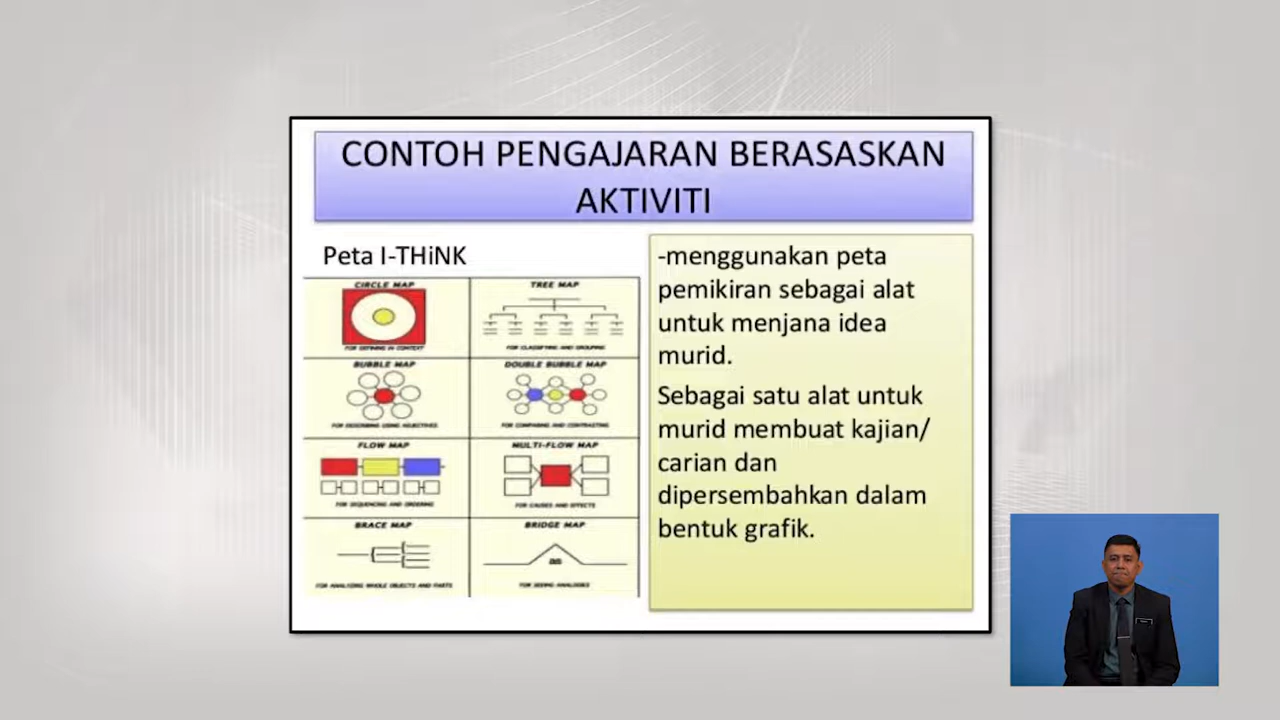 CONTOH PENGAJARAN BERASASKAN
AKTIVITI
Peta I-THiNK
CIRCLE MAP
FOR DEFINING IN CONTEXT
TREE MAP
FOR CLASSIFYING AND GROUPING
BUBBLE MAP
FOR DESCRIBING USING ADJECTIVES
DOUBLE BUBBLE MAP
FOR COMPARING AND CONTRASTING
FLOW MAP
FOR SEQUENCING AND ORDERING
MULTI-FLOW MAP
FOR CAUSES AND EFFECTS
BRACE MAP
FOR ANALYZING WHOLE OBJECTS AND PARTS
BRIDGE MAP
FOR SEEING ANALOGIES
-menggunakan peta
pemikiran sebagai alat
untuk menjana idea
murid.
Sebagai satu alat untuk
murid membuat kajian/
carian dan
dipersembahkan dalam
bentuk grafik.